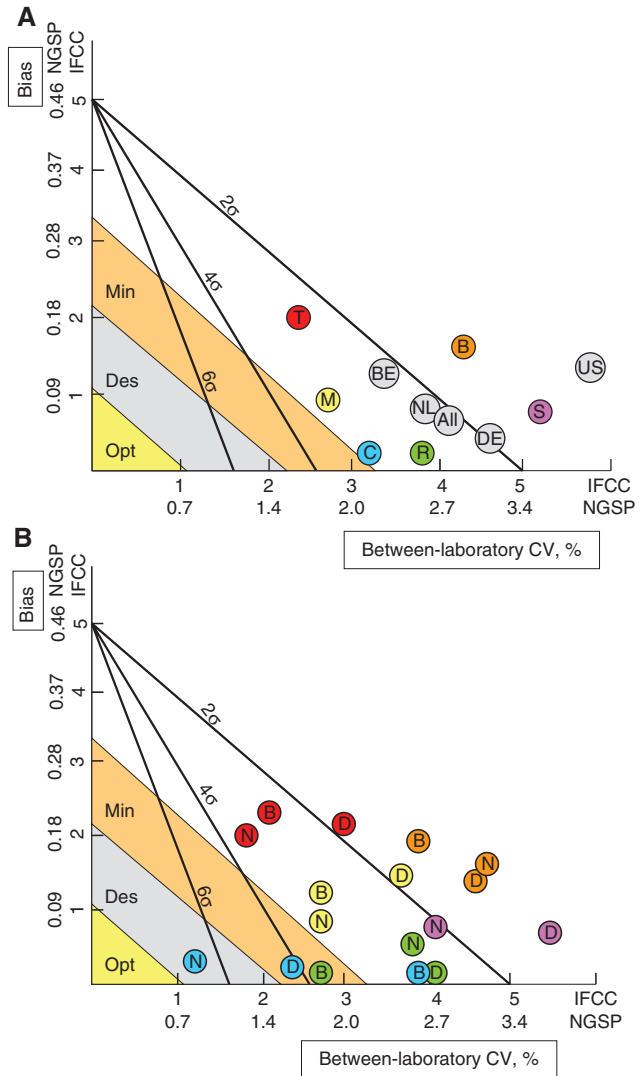 A
Bias
NGSP
IFCC
0.46 5
0.37 4
0.28 3
0.18 2
0.09 1
2σ
4σ
6σ
Min
Des
Opt
T
B
BE
US
M
NL
All
S
DE
C
R
1 2 3 4 5 IFCC
0.7 1.4 2.0 2.7 3.4 NGSP
Between-laboratory CV, %
B
Bias
NGSP
IFCC
0.46 5
0.37 4
0.28 3
0.18 2
0.09 1
2σ
4σ
6σ
Min
Des
Opt
B
N
D
B
N
D
D
B
N
N
D
N
N
D
B
B
D
1 2 3 4 5 IFCC
0.7 1.4 2.0 2.7 3.4 NGSP
Between-laboratory CV, %